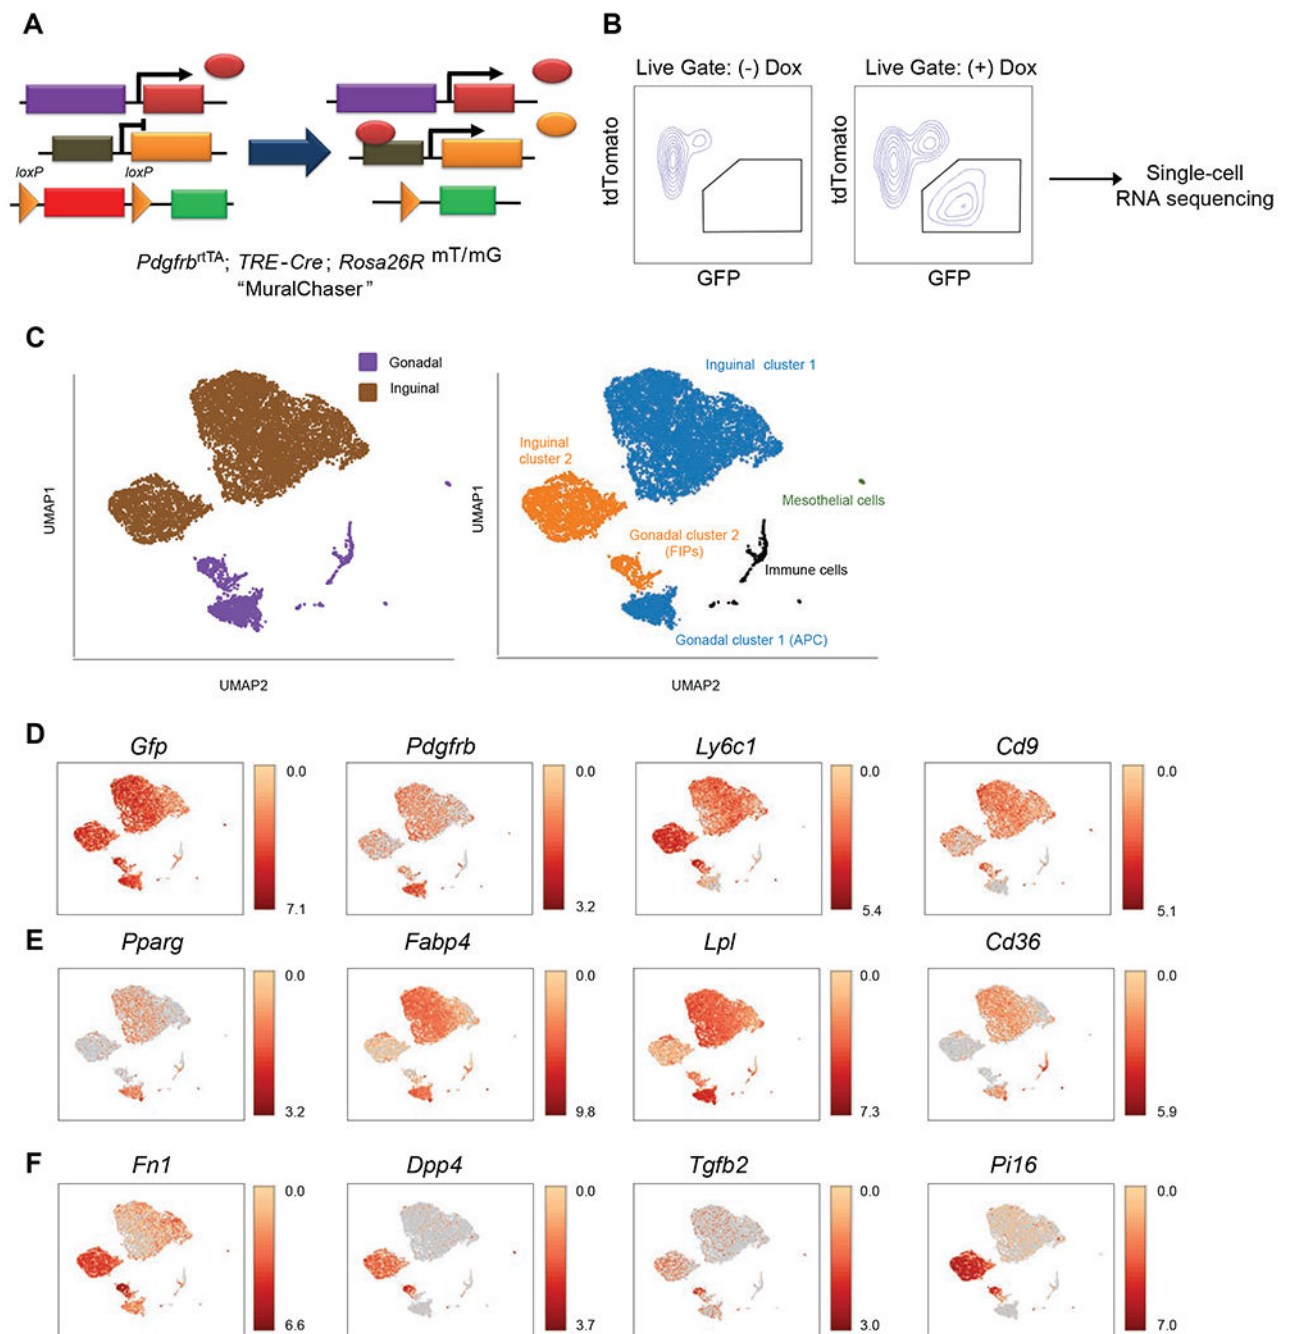 A
loxP
loxP
Pdgfrb^rtTA; TRE-Cre; Rosa26R mT/mG
“MuralChaser”
B
Live Gate: (-) Dox
Live Gate: (+) Dox
tdTomato
tdTomato
GFP
GFP
Single-cell
RNA sequencing
C
Gonadal
Inguinal
UMAP1
UMAP2
Inguinal cluster 1
Inguinal
cluster 2
Mesothelial cells
Gonadal cluster 2
(FIPs)
Immune cells
Gonadal cluster 1 (APC)
UMAP1
UMAP2
D
Gfp
Pdgfrb
Ly6c1
Cd9
0.0
0.0
0.0
0.0
7.1
3.2
5.4
5.1
E
Pparg
Fabp4
Lpl
Cd36
0.0
0.0
0.0
0.0
3.2
9.8
7.3
5.9
F
Fn1
Dpp4
Tgfb2
Pi16
0.0
0.0
0.0
0.0
6.6
3.7
3.0
7.0